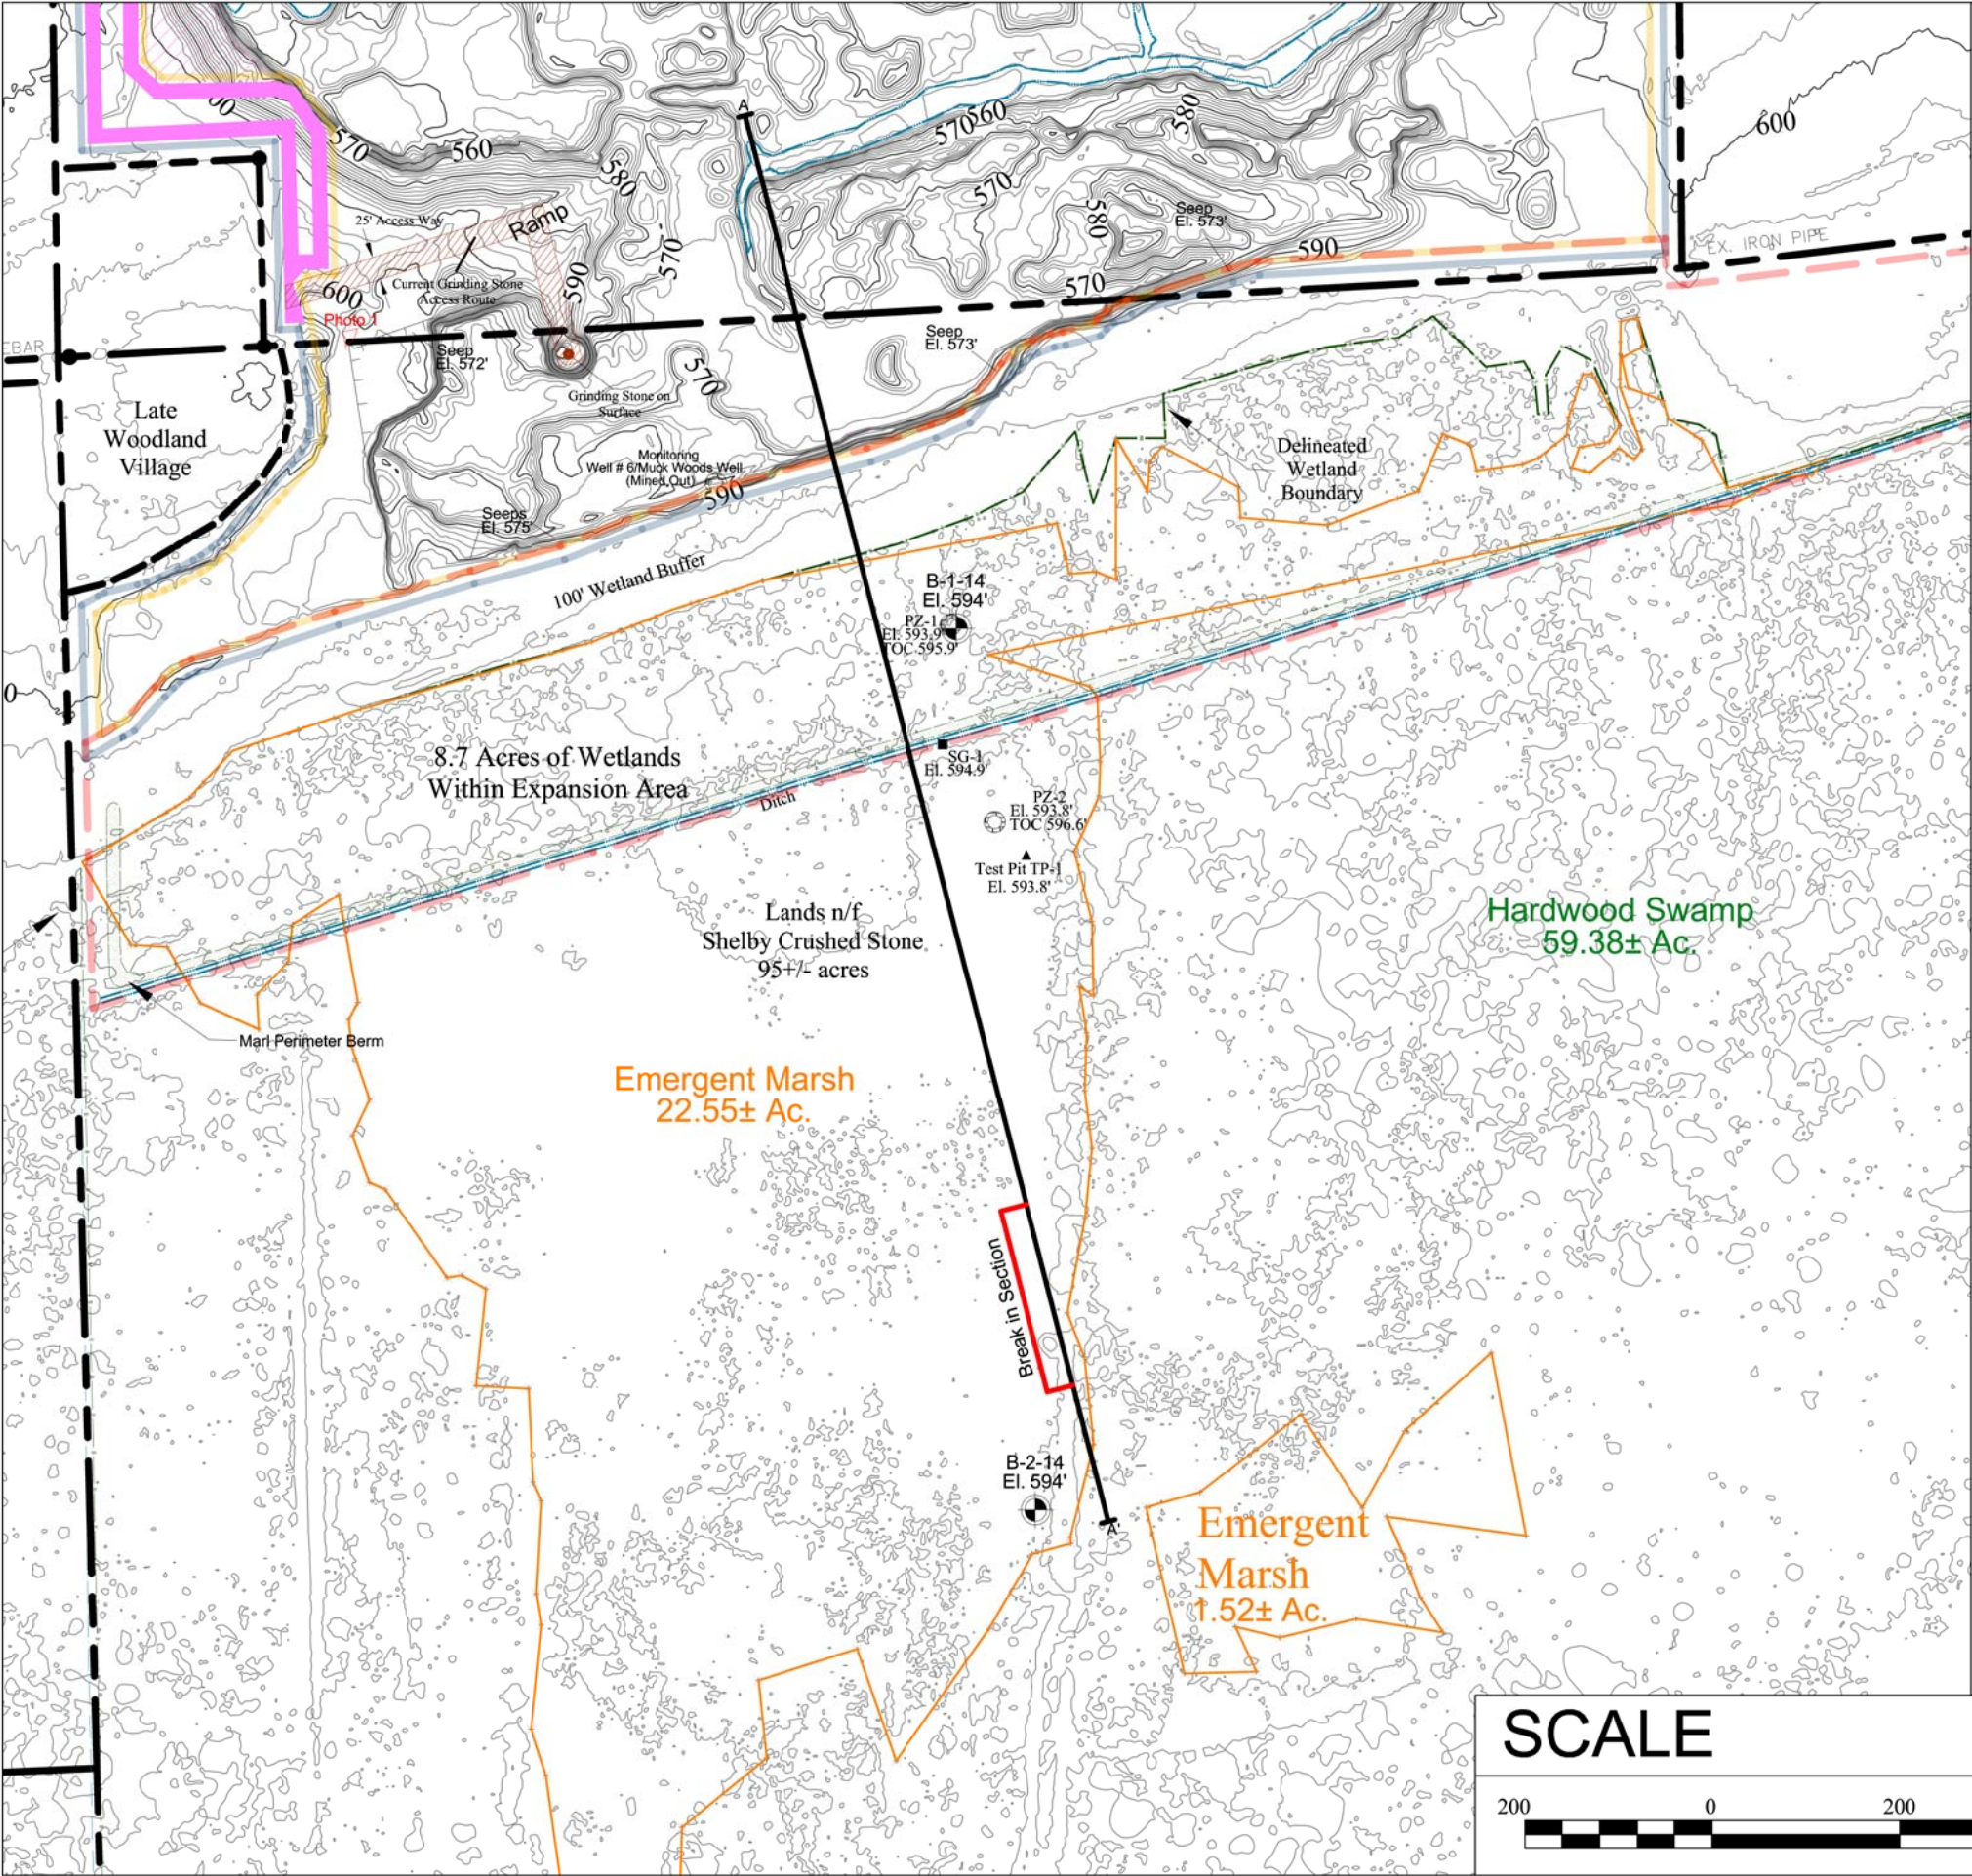 A
600
570
560
580
570
560
580
570
580
570
570
590
590
25' Access Way
Ramp
Current Grinding Stone
Access Route
600
Photo 1
Seep
El. 573'
EX. IRON PIPE
Seep
El. 573'
Seep
El. 572'
570
Grinding Stone on
Surface
Late
Woodland
Village
Monitoring
Well # 6/Muck Woods Well
(Mined Out)
590
Seeps
El. 575'
Delineated
Wetland
Boundary
100' Wetland Buffer
B-1-14
El. 594'
PZ-1
El. 593.9'
TOC 595.9'
8.7 Acres of Wetlands
Within Expansion Area
Ditch
SG-1
El. 594.9'
PZ-2
El. 593.8'
TOC 596.6'
Test Pit TP-1
El. 593.8'
Lands n/f
Shelby Crushed Stone
95+/- acres
Hardwood Swamp
59.38± Ac.
Marl Perimeter Berm
Emergent Marsh
22.55± Ac.
Break in Section
B-2-14
El. 594'
A'
Emergent
Marsh
1.52± Ac.
SCALE
200 0 200